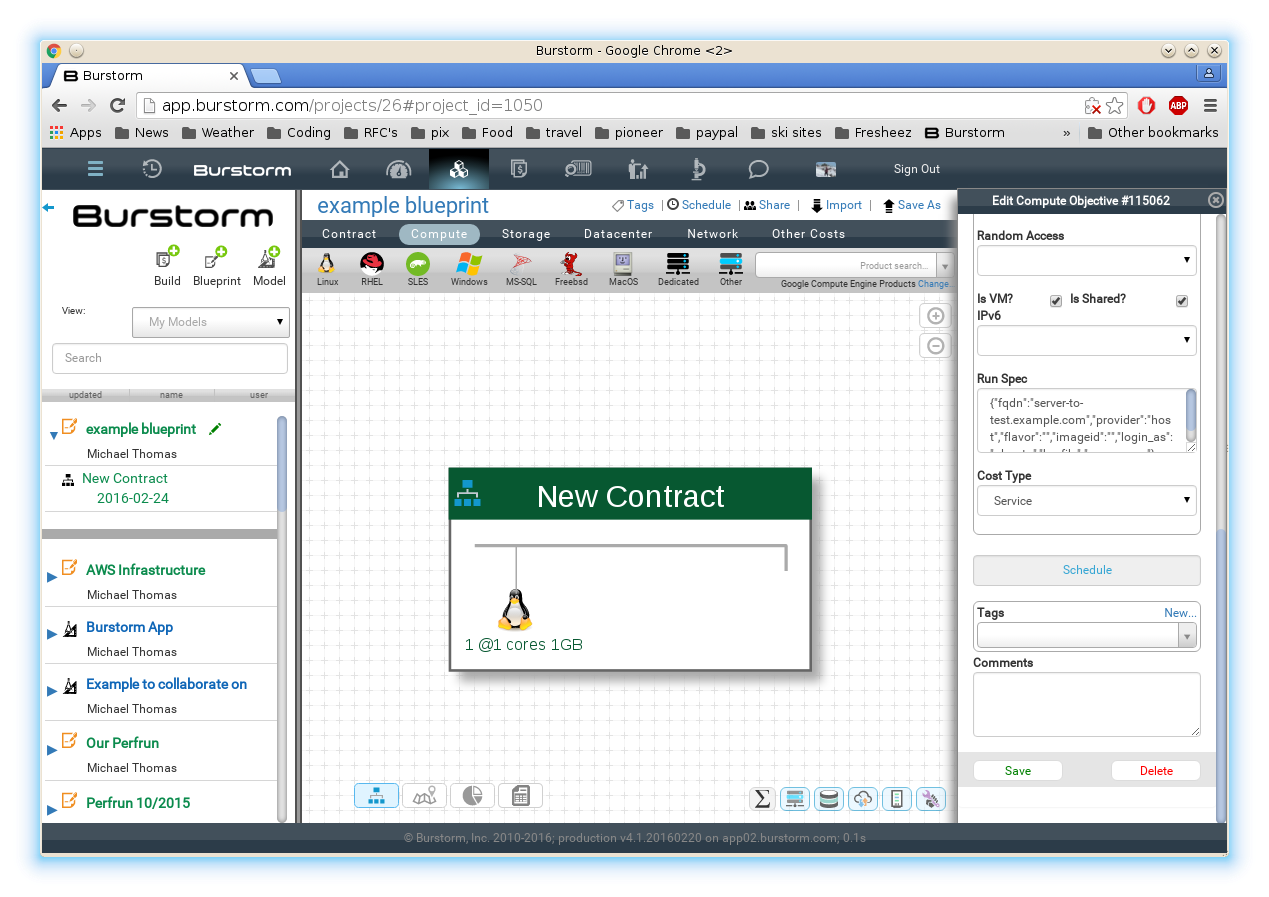 Burstorm - Google Chrome <2>
Burstorm
app.burstorm.com/projects/26#project_id=1050
ABP
Apps News Weather Coding RFC's pix Food travel pioneer paypal ski sites Fresheez Burstorm » Other bookmarks
Burstorm
Sign Out
Burstorm
Build Blueprint Model
View:
My Models
Search
updated name user
example blueprint
Michael Thomas
New Contract
2016-02-24
AWS Infrastructure
Michael Thomas
Burstorm App
Michael Thomas
Example to collaborate on
Michael Thomas
Our Perfrun
Michael Thomas
Perfrun 10/2015
example blueprint
Tags | Schedule | Share | Import | Save As
Contract Compute Storage Datacenter Network Other Costs
Linux RHEL SLES Windows MS-SQL Freebsd MacOS Dedicated Other
Product search...
Google Compute Engine Products Change..
New Contract
1 @1 cores 1GB
Edit Compute Objective #115062
Random Access
Is VM? Is Shared?
IPv6
Run Spec
{"fqdn":"server-to-
test.example.com","provider":"hos
t","flavor":"","imageid":"","login_as":
Cost Type
Service
Schedule
Tags New...
Comments
Save Delete
© Burstorm, Inc. 2010-2016; production v4.1.20160220 on app02.burstorm.com; 0.1s